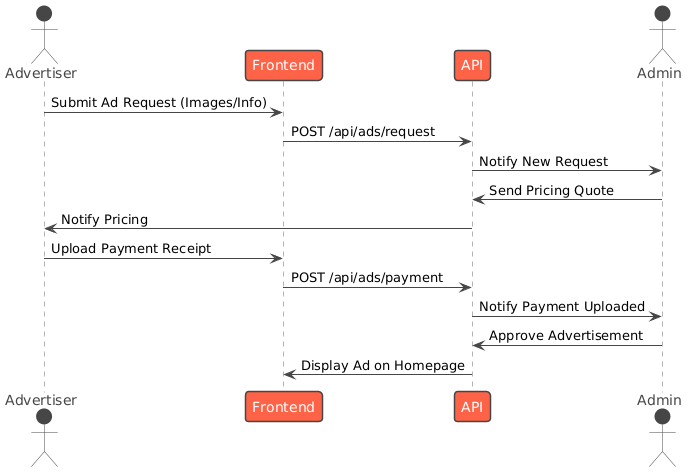 Advertiser
Frontend
API
Admin
Submit Ad Request (Images/Info)
POST /api/ads/request
Notify New Request
Send Pricing Quote
Notify Pricing
Upload Payment Receipt
POST /api/ads/payment
Notify Payment Uploaded
Approve Advertisement
Display Ad on Homepage
Advertiser
Frontend
API
Admin